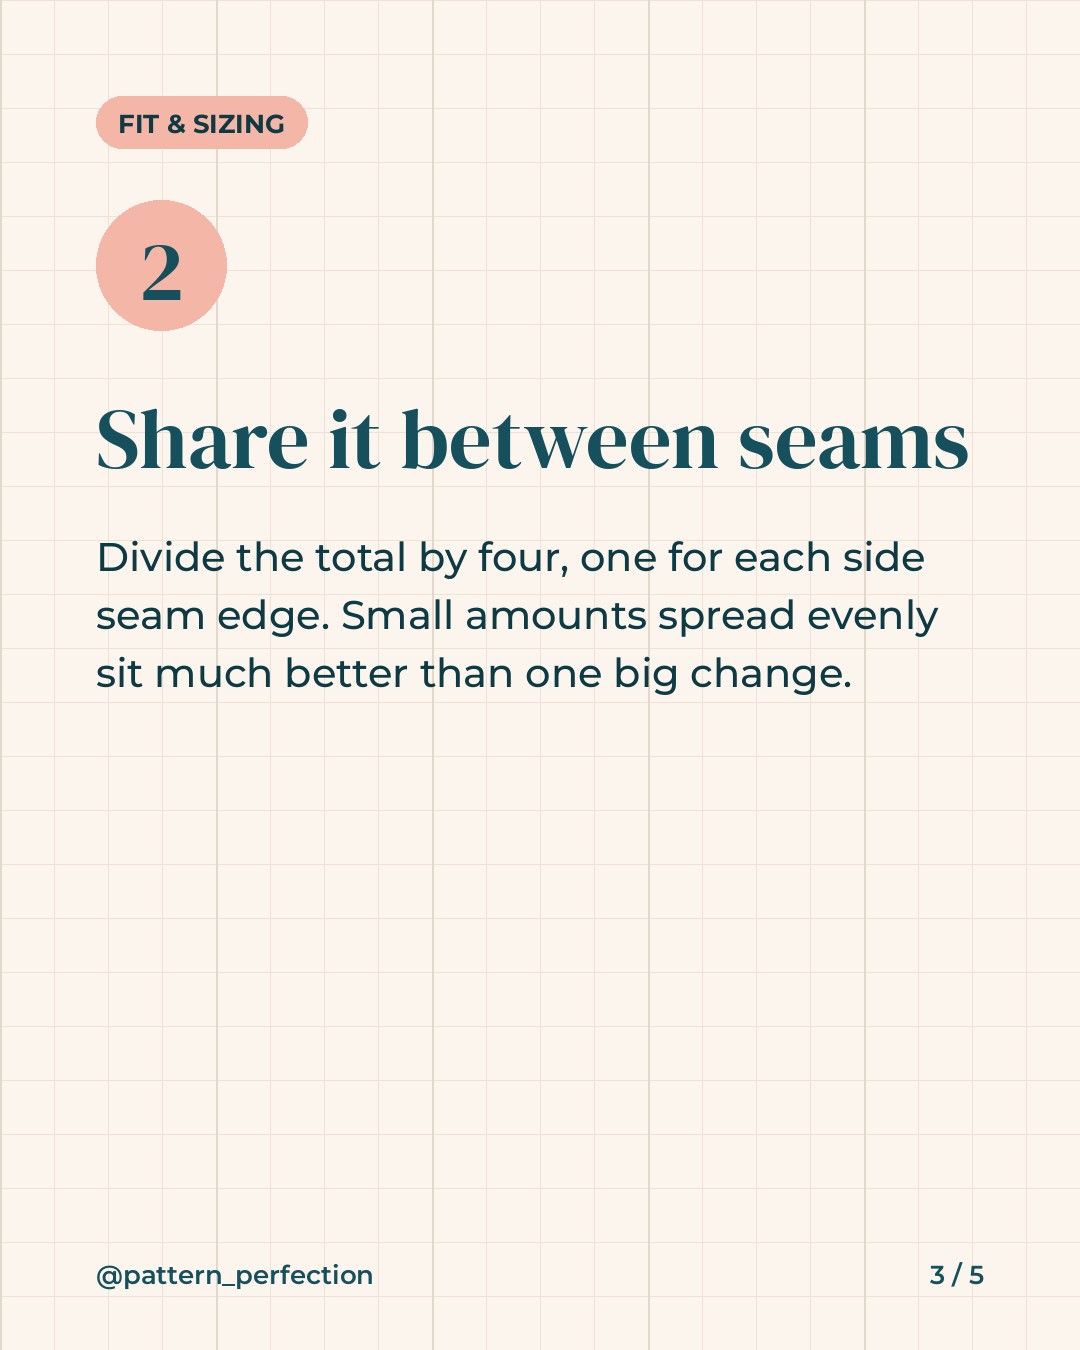 FIT & SIZING
2
Share it between seams
Divide the total by four, one for each side
seam edge. Small amounts spread evenly
sit much better than one big change.
@pattern_perfection
3 / 5